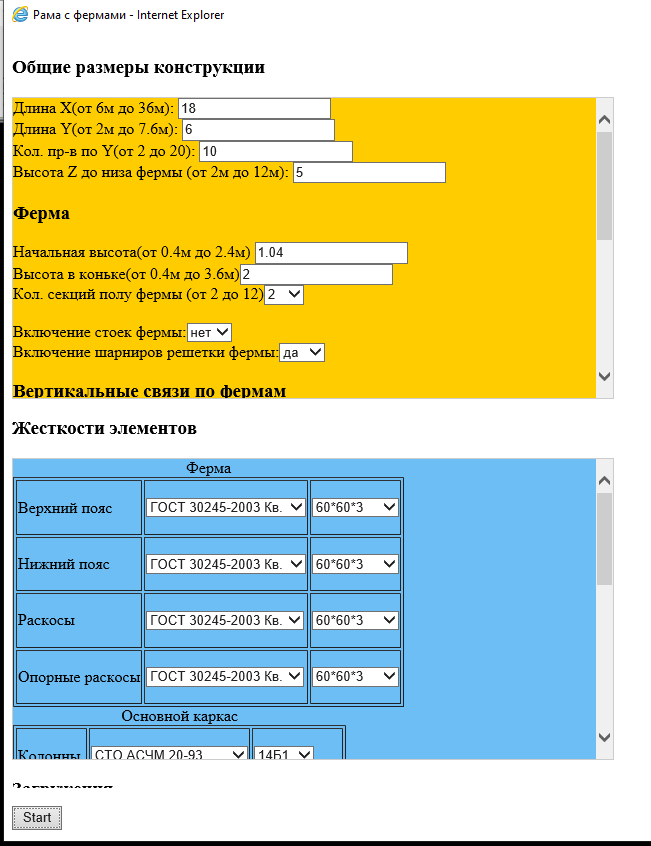 Рама с фермами - Internet Explorer
Общие размеры конструкции
Длина X(от 6м до 36м): 18
Длина Y(от 2м до 7.6м): 6
Кол. пр-в по Y(от 2 до 20): 10
Высота Z до низа фермы (от 2м до 12м): 5
Ферма
Начальная высота(от 0.4м до 2.4м) 1.04
Высота в коньке(от 0.4м до 3.6м) 2
Кол. секций полу фермы (от 2 до 12) 2
Включение стоек фермы: нет
Включение шарниров решетки фермы: да
Вертикальные связи по фермам
Жесткости элементов
Ферма
Верхний пояс ГОСТ 30245-2003 Кв. 60*60*3
Нижний пояс ГОСТ 30245-2003 Кв. 60*60*3
Раскосы ГОСТ 30245-2003 Кв. 60*60*3
Опорные раскосы ГОСТ 30245-2003 Кв. 60*60*3
Основной каркас
Колонны СТО АСЧМ 20-93 14Б1
Загружения
Start